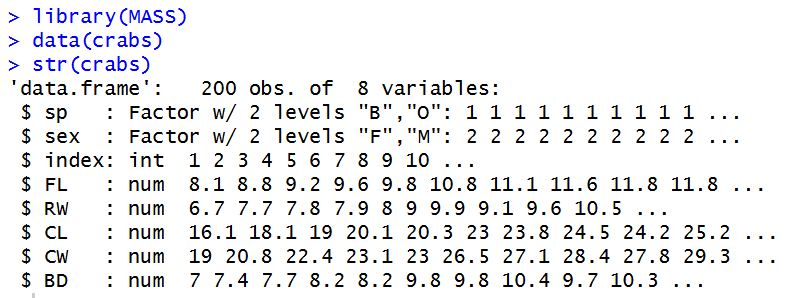 > library(MASS)
> data(crabs)
> str(crabs)
'data.frame':   200 obs. of  8 variables:
 $ sp   : Factor w/ 2 levels "B","O": 1 1 1 1 1 1 1 1 1 1 ...
 $ sex  : Factor w/ 2 levels "F","M": 2 2 2 2 2 2 2 2 2 2 ...
 $ index: int  1 2 3 4 5 6 7 8 9 10 ...
 $ FL   : num  8.1 8.8 9.2 9.6 9.8 10.8 11.1 11.6 11.8 11.8 ...
 $ RW   : num  6.7 7.7 7.8 7.9 8 9 9.9 9.1 9.6 10.5 ...
 $ CL   : num  16.1 18.1 19 20.1 20.3 23 23.8 24.5 24.2 25.2 ...
 $ CW   : num  19 20.8 22.4 23.1 23 26.5 27.1 28.4 27.8 29.3 ...
 $ BD   : num  7 7.4 7.7 8.2 8.2 9.8 9.8 10.4 9.7 10.3 ...